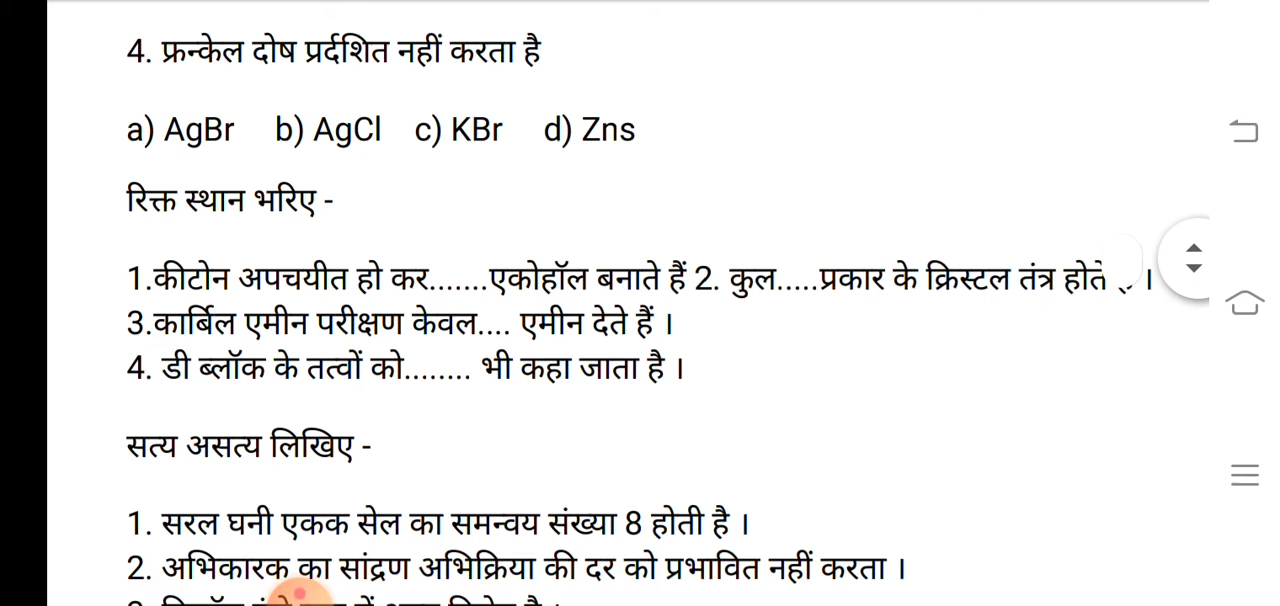 4. फ्रन्केल दोष प्रर्दशित नहीं करता है
a) AgBr b) AgCl c) KBr d) Zns
रिक्त स्थान भरिए -
1.कीटोन अपचयीत हो कर.......एकोहॉल बनाते हैं 2. कुल.....प्रकार के क्रिस्टल तंत्र होते ।
3.कार्बिल एमीन परीक्षण केवल.... एमीन देते हैं ।
4. डी ब्लॉक के तत्वों को........ भी कहा जाता है ।
सत्य असत्य लिखिए -
1. सरल घनी एकक सेल का समन्वय संख्या 8 होती है ।
2. अभिकारक का सांद्रण अभिक्रिया की दर को प्रभावित नहीं करता ।